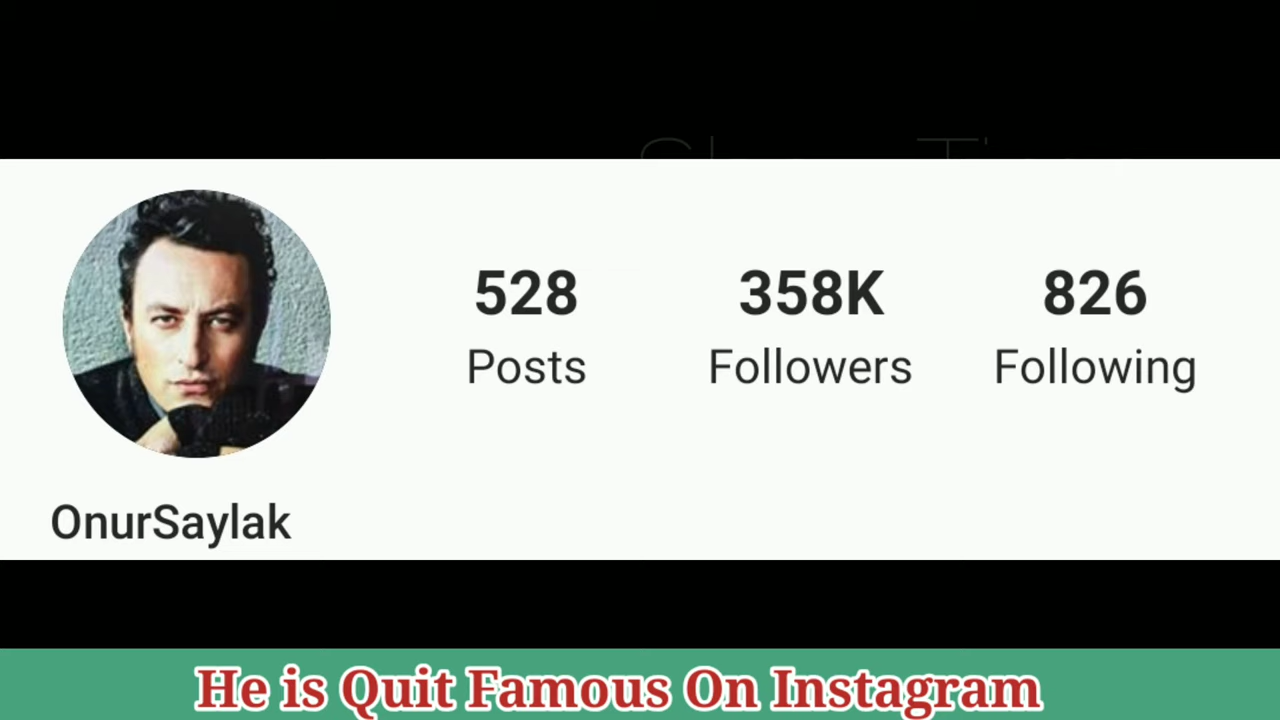 528 358K 826
Posts Followers Following
OnurSaylak
He is Quit Famous On Instagram